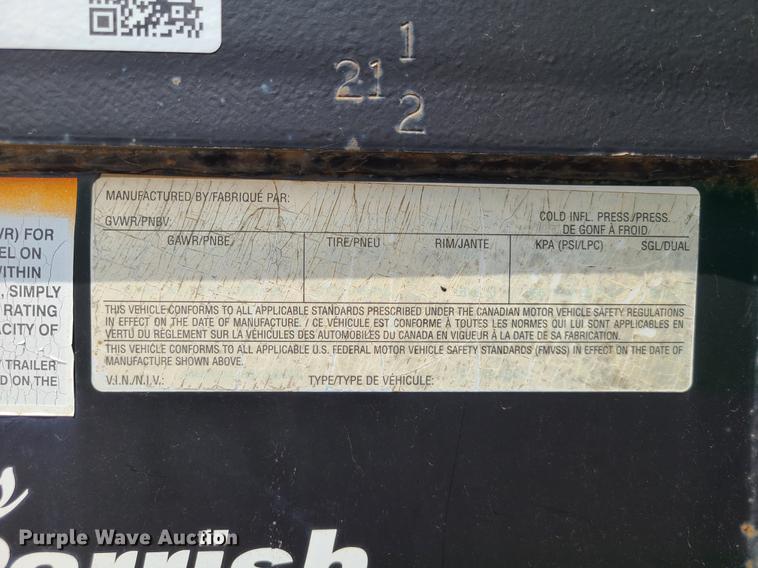 1
21
2
MANUFACTURED BY/FABRIQUÉ PAR:
GVWR/PNBV
COLD INFL. PRESS/PRESS.
DE GONF À FROID
GAWR/PNBE
TIRE/PNEU
RIM/JANTE
KPA (PSI/LPC)
SGL/DUAL
THIS VEHICLE CONFORMS TO ALL APPLICABLE STANDARDS PRESCRIBED UNDER THE CANADIAN MOTOR VEHICLE SAFETY REGULATIONS
IN EFFECT ON THE DATE OF MANUFACTURE. / CE VÉHICULE EST CONFORME À TOUTES LES NORMES QUI LUI SONT APPLICABLES EN
VERTU DU RÉGLEMENT SUR LA VÉHICULES DES AUTOMOBILES DU CANADA EN VIGUEUR À LA DATE DE SA FABRICATION.
THIS VEHICLE CONFORMS TO ALL APPLICABLE U.S. FEDERAL MOTOR VEHICLE SAFETY STANDARDS (FMVSS) IN EFFECT ON THE DATE OF
MANUFACTURE SHOWN ABOVE.
V.I.N./N.I.V.:
TYPE/TYPE DE VÉHICULE:
VR) FOR
EL ON
WITHIN
, SIMPLY
RATING
ACITY OF
/ TRAILER
D ON THE
s
Parrish
Purple Wave Auction